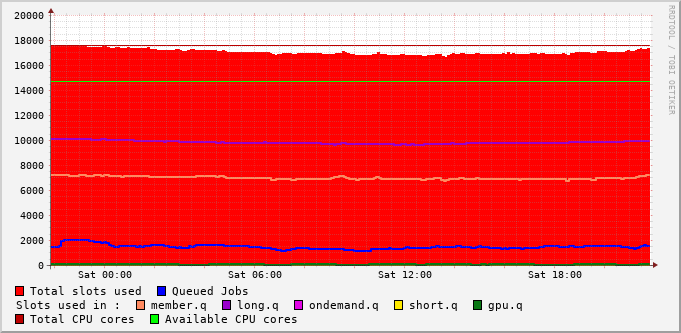 20000
18000
16000
14000
12000
10000
8000
6000
4000
2000
0
Sat 00:00 Sat 06:00 Sat 12:00 Sat 18:00
Total slots used Queued Jobs
Slots used in : member.q long.q ondemand.q short.q gpu.q
Total CPU cores Available CPU cores
RRDTOOL / TOBI OETIKER